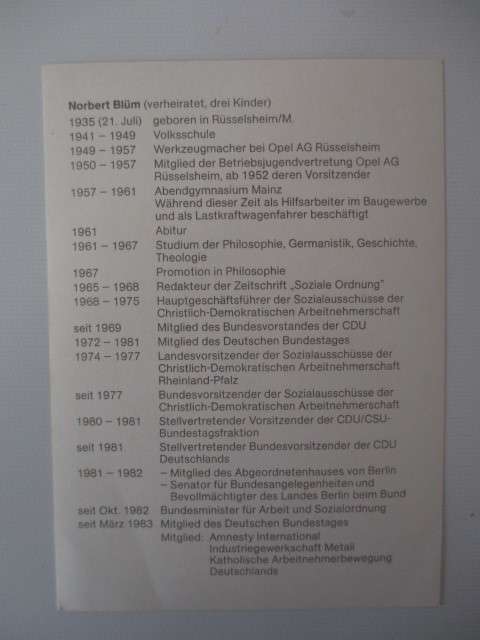 Norbert Blüm (verheiratet, drei Kinder)
1935 (21. Juli) geboren in Rüsselsheim/M.
1941 – 1949 Volksschule
1949 – 1957 Werkzeugmacher bei Opel AG Rüsselsheim
1950 – 1957 Mitglied der Betriebsjugendvertretung Opel AG
Rüsselsheim, ab 1952 deren Vorsitzender
1957 – 1961 Abendgymnasium Mainz
Während dieser Zeit als Hilfsarbeiter im Baugewerbe
und als Lastkraftwagenfahrer beschäftigt
1961 Abitur
1961 – 1967 Studium der Philosophie, Germanistik, Geschichte,
Theologie
1967 Promotion in Philosophie
1965 – 1968 Redakteur der Zeitschrift „Soziale Ordnung"
1968 – 1975 Hauptgeschäftsführer der Sozialausschüsse der
Christlich-Demokratischen Arbeitnehmerschaft
seit 1969 Mitglied des Bundesvorstandes der CDU
1972 – 1981 Mitglied des Deutschen Bundestages
1974 – 1977 Landesvorsitzender der Sozialausschüsse der
Christlich-Demokratischen Arbeitnehmerschaft
Rheinland-Pfalz
seit 1977 Bundesvorsitzender der Sozialausschüsse der
Christlich-Demokratischen Arbeitnehmerschaft
1980 – 1981 Stellvertretender Vorsitzender der CDU/CSU-
Bundestagsfraktion
seit 1981 Stellvertretender Bundesvorsitzender der CDU
Deutschlands
1981 – 1982 – Mitglied des Abgeordnetenhauses von Berlin
– Senator für Bundesangelegenheiten und
Bevollmächtigter des Landes Berlin beim Bund
seit Okt. 1982 Bundesminister für Arbeit und Sozialordnung
seit März 1983 Mitglied des Deutschen Bundestages
Mitglied: Amnesty International
Industriegewerkschaft Metall
Katholische Arbeitnehmerbewegung
Deutschlands